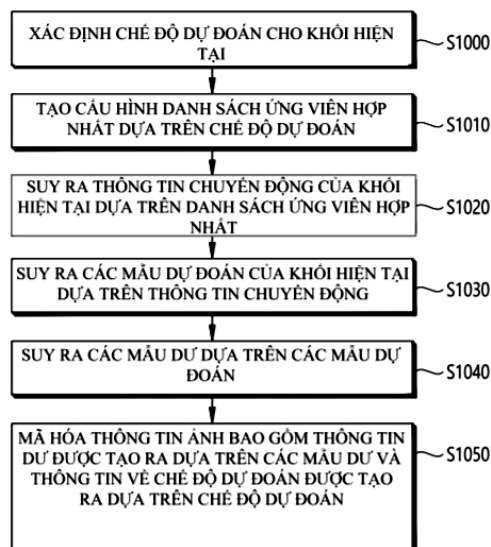 XÁC ĐỊNH CHẾ ĐỘ DỰ ĐOÁN CHO KHỐI HIỆN
TẠI
S1000
TẠO CẤU HÌNH DANH SÁCH ỨNG VIÊN HỢP
NHẤT DỰA TRÊN CHẾ ĐỘ DỰ ĐOÁN
S1010
SUY RA THÔNG TIN CHUYỂN ĐỘNG CỦA KHỐI
HIỆN TẠI DỰA TRÊN DANH SÁCH ỨNG VIÊN HỢP
NHẤT
S1020
SUY RA CÁC MẪU DỰ ĐOÁN CỦA KHỐI HIỆN TẠI
DỰA TRÊN THÔNG TIN CHUYỂN ĐỘNG
S1030
SUY RA CÁC MẪU DƯ DỰA TRÊN CÁC MẪU DỰ
ĐOÁN
S1040
MÃ HÓA THÔNG TIN ẢNH BAO GỒM THÔNG TIN
DƯ ĐƯỢC TẠO RA DỰA TRÊN CÁC MẪU DƯ VÀ
THÔNG TIN VỀ CHẾ ĐỘ DỰ ĐOÁN ĐƯỢC TẠO
RA DỰA TRÊN CHẾ ĐỘ DỰ ĐOÁN
S1050